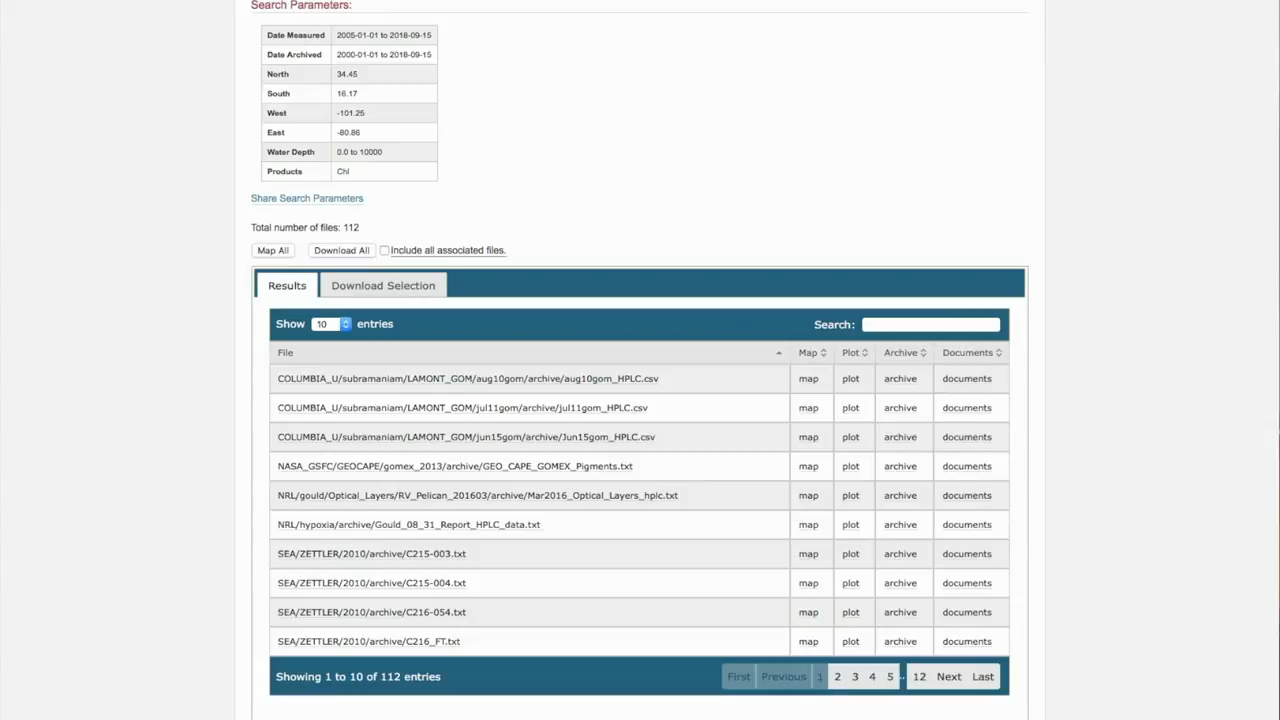 Search Parameters:
Date Measured 2005-01-01 to 2018-09-15
Date Archived 2000-01-01 to 2018-09-15
North 34.45
South 16.17
West -101.25
East -80.86
Water Depth 0.0 to 10000
Products Chl
Share Search Parameters
Total number of files: 112
Map All Download All Include all associated files.
Results Download Selection
Show 10 entries Search:
File Map Plot Archive Documents
COLUMBIA_U/subramaniam/LAMONT_GOM/aug10gom/archive/aug10gom_HPLC.csv map plot archive documents
COLUMBIA_U/subramaniam/LAMONT_GOM/jul11gom/archive/jul11gom_HPLC.csv map plot archive documents
COLUMBIA_U/subramaniam/LAMONT_GOM/jun15gom/archive/Jun15gom_HPLC.csv map plot archive documents
NASA_GSFC/GEOCAPE/gomex_2013/archive/GEO_CAPE_GOMEX_Pigments.txt map plot archive documents
NRL/gould/Optical_Layers/RV_Pelican_201603/archive/Mar2016_Optical_Layers_hplc.txt map plot archive documents
NRL/hypoxia/archive/Gould_08_31_Report_HPLC_data.txt map plot archive documents
SEA/ZETTLER/2010/archive/C215-003.txt map plot archive documents
SEA/ZETTLER/2010/archive/C215-004.txt map plot archive documents
SEA/ZETTLER/2010/archive/C216-054.txt map plot archive documents
SEA/ZETTLER/2010/archive/C216_FT.txt map plot archive documents
Showing 1 to 10 of 112 entries First Previous 1 2 3 4 5 .. 12 Next Last